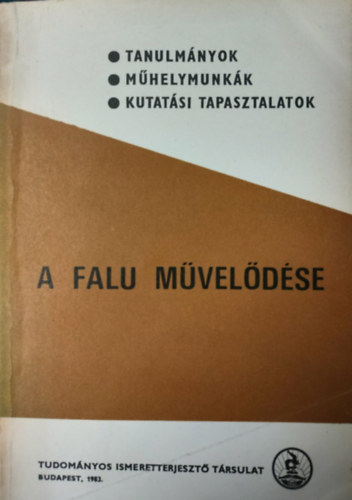 ● TANULMÁNYOK
● MŰHELYMUNKÁK
● KUTATÁSI TAPASZTALATOK
A FALU MŰVELŐDÉSE
TUDOMÁNYOS ISMERETTERJESZTŐ TÁRSULAT
BUDAPEST, 1983.